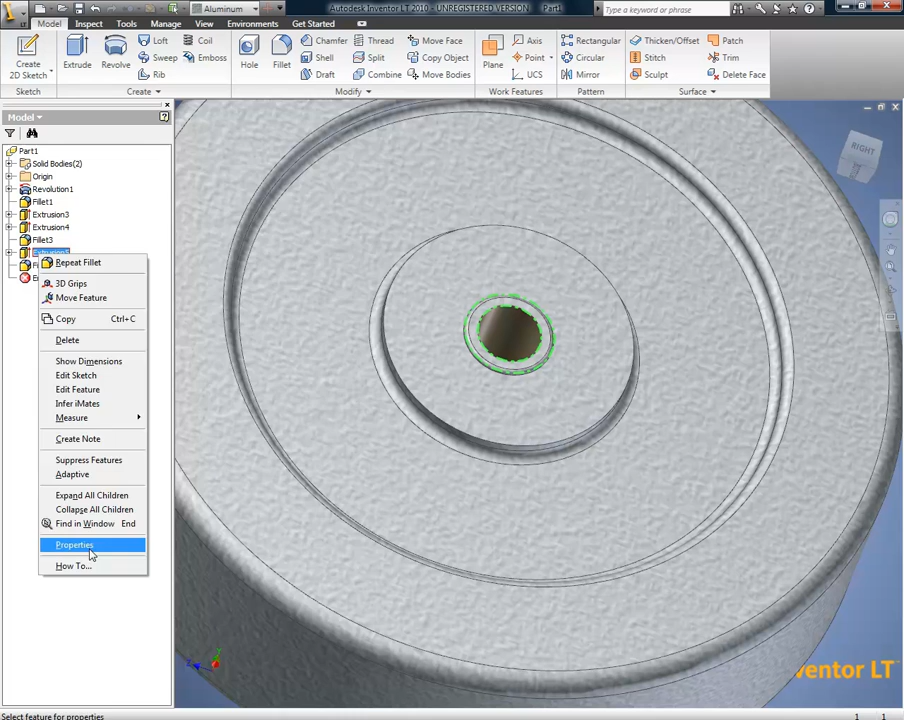 Aluminum
Autodesk Inventor LT 2010 - UNREGISTERED VERSION
Part1
Type a keyword or phrase
LT
Model
Inspect
Tools
Manage
View
Environments
Get Started
Create
2D Sketch
Extrude
Revolve
Loft
Sweep
Rib
Coil
Emboss
Hole
Fillet
Chamfer
Shell
Draft
Thread
Split
Combine
Move Face
Copy Object
Move Bodies
Plane
Axis
Point
UCS
Rectangular
Circular
Mirror
Thicken/Offset
Stitch
Sculpt
Patch
Trim
Delete Face
Sketch
Create
Modify
Work Features
Pattern
Surface
Model
Part1
Solid Bodies(2)
Origin
Revolution1
Fillet1
Extrusion3
Extrusion4
Fillet3
Repeat Fillet
3D Grips
Move Feature
Copy Ctrl+C
Delete
Show Dimensions
Edit Sketch
Edit Feature
Infer iMates
Measure
Create Note
Suppress Features
Adaptive
Expand All Children
Collapse All Children
Find in Window End
Properties
How To...
RIGHT
ventor LT™
Select feature for properties
1 1